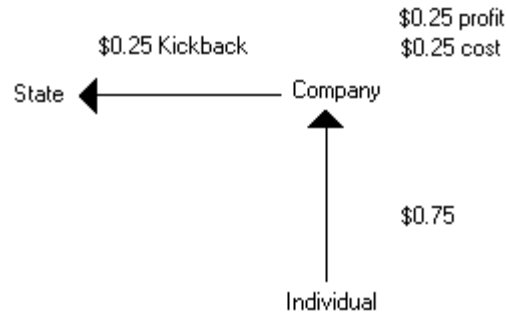 $0.25 profit
$0.25 Kickback
$0.25 cost
State
Company
$0.75
Individual